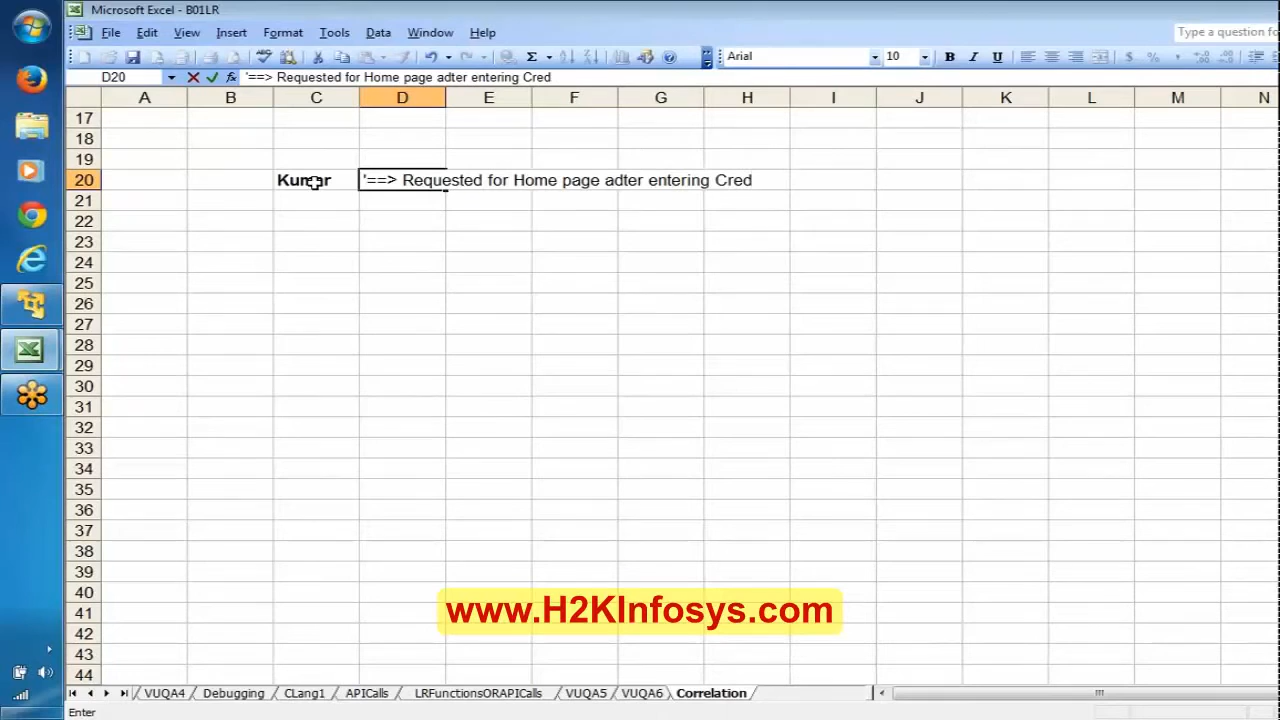 Microsoft Excel - B01LR
File Edit View Insert Format Tools Data Window Help Type a question fo
Arial 10 B I U $ %
D20 '==> Requested for Home page adter entering Cred
A B C D E F G H I J K L M N
17
18
19
20 Kumar '==> Requested for Home page adter entering Cred
21
22
23
24
25
26
27
28
29
30
31
32
33
34
35
36
37
38
39
40
41 www.H2KInfosys.com
42
43
44
VUQA4 Debugging CLang1 APICalls LRFunctionsORAPICalls VUQA5 VUQA6 Correlation
Enter